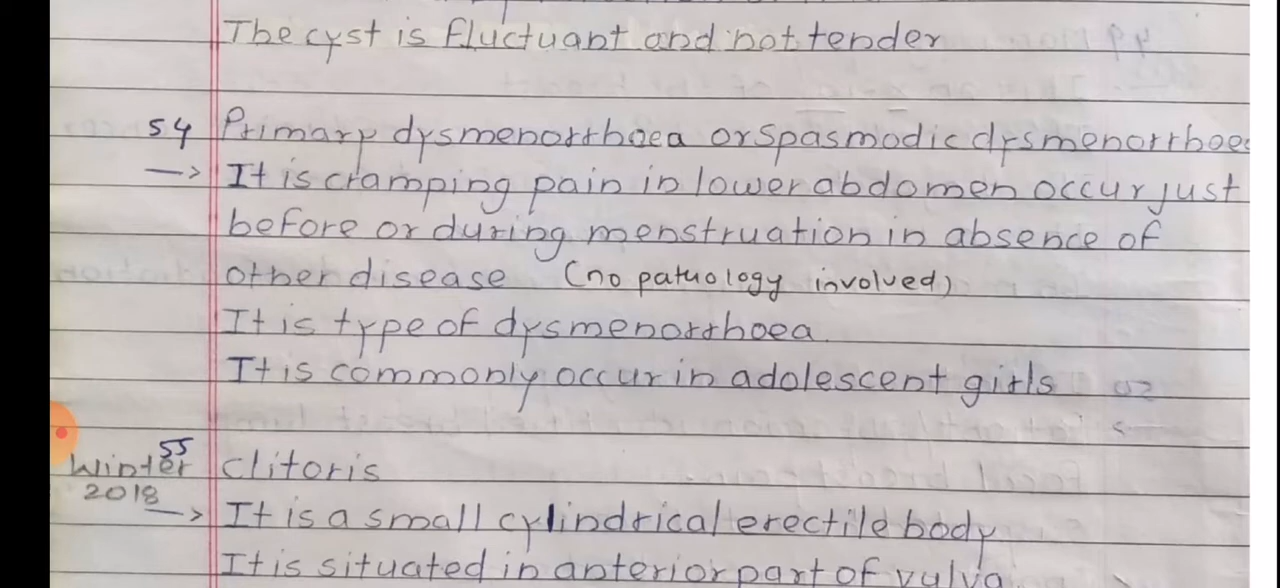 The cyst is fluctuant and not tender
54 Primary dysmenorrhoea or Spasmodic dysmenorrhoea
-> It is cramping pain in lower abdomen occur just
before or during menstruation in absence of
other disease (no pathology involved)
It is type of dysmenorrhoea.
It is commonly occur in adolescent girls
55
Winter 2018 clitoris
-> It is a small cylindrical erectile body
It is situated in anterior part of vulva